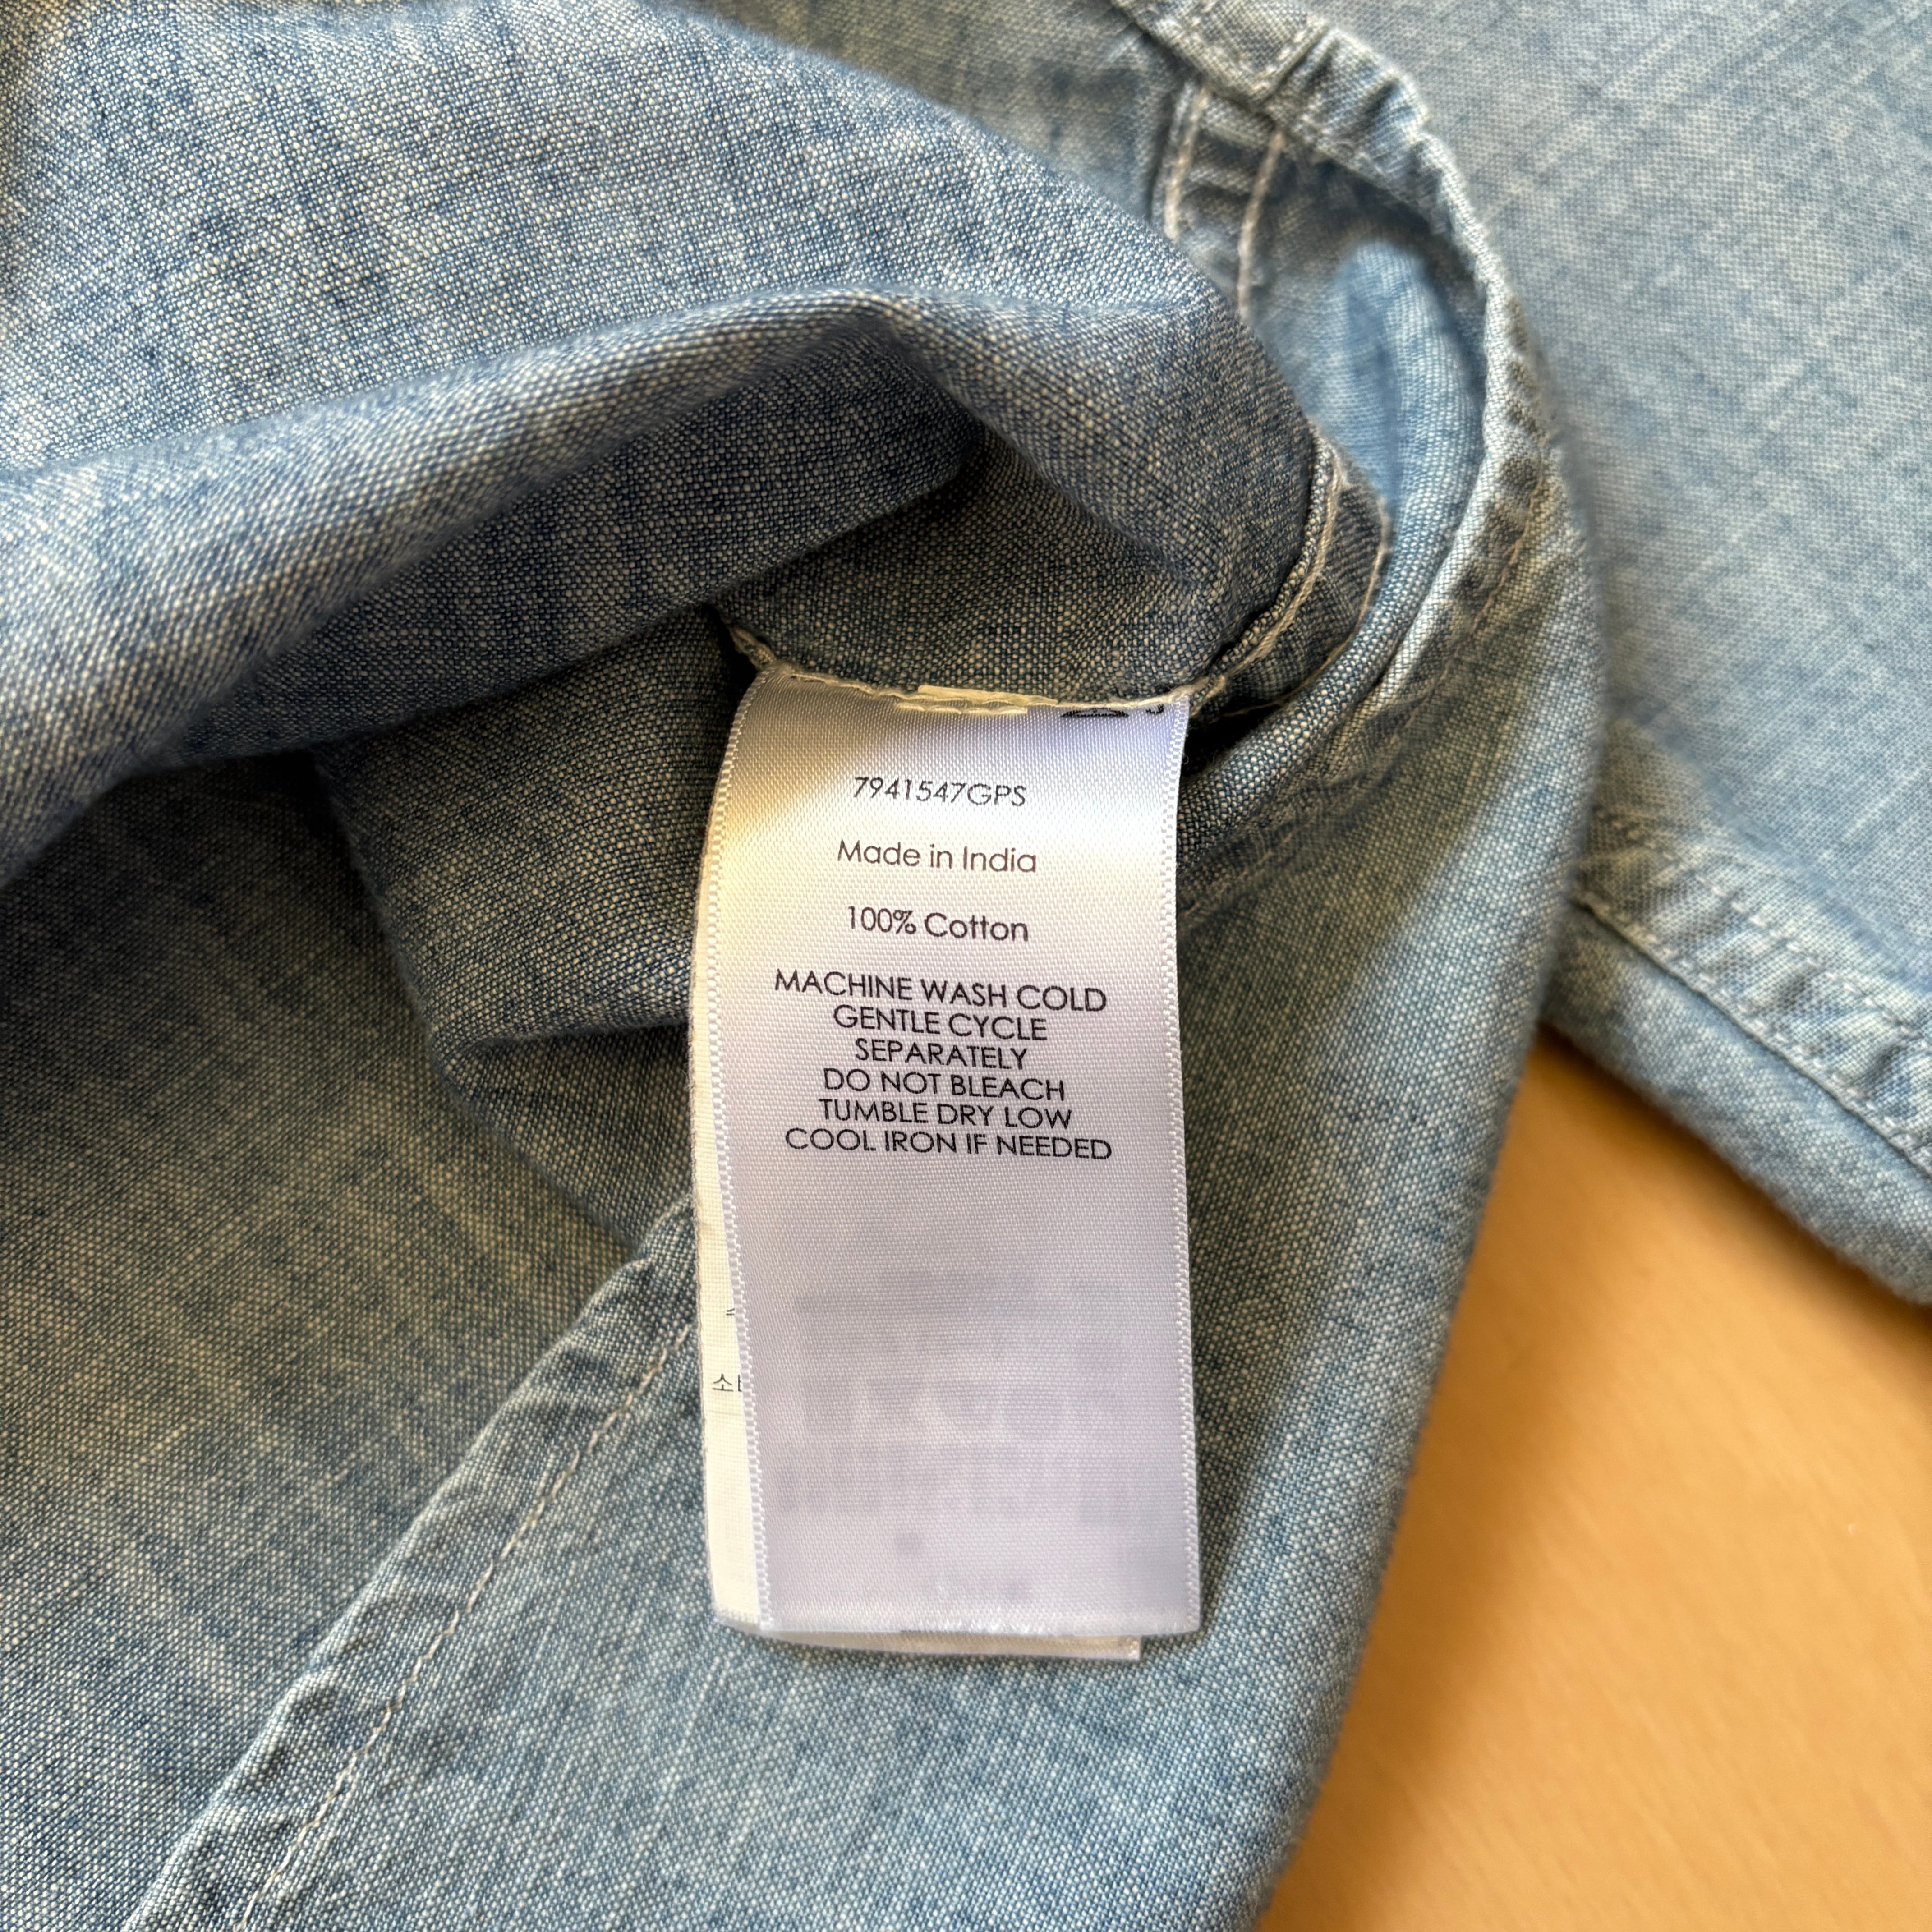 7941547GPS
Made in India
100% Cotton
MACHINE WASH COLD
GENTLE CYCLE
SEPARATELY
DO NOT BLEACH
TUMBLE DRY LOW
COOL IRON IF NEEDED